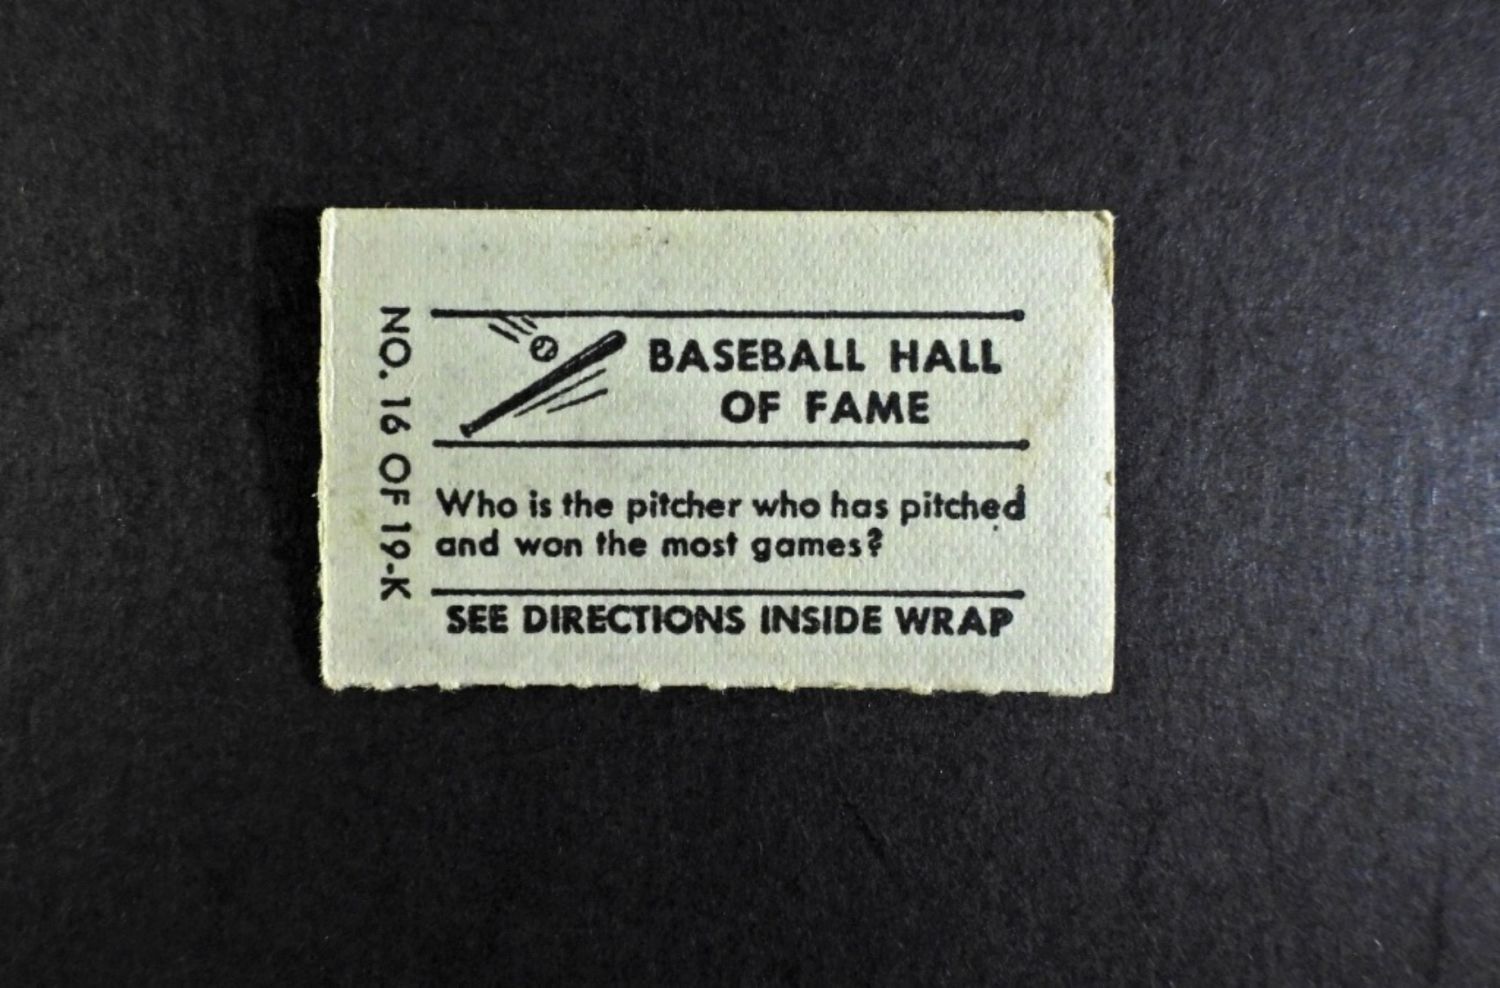 NO. 16 OF 19-K
BASEBALL HALL
OF FAME
Who is the pitcher who has pitched
and won the most games?
SEE DIRECTIONS INSIDE WRAP